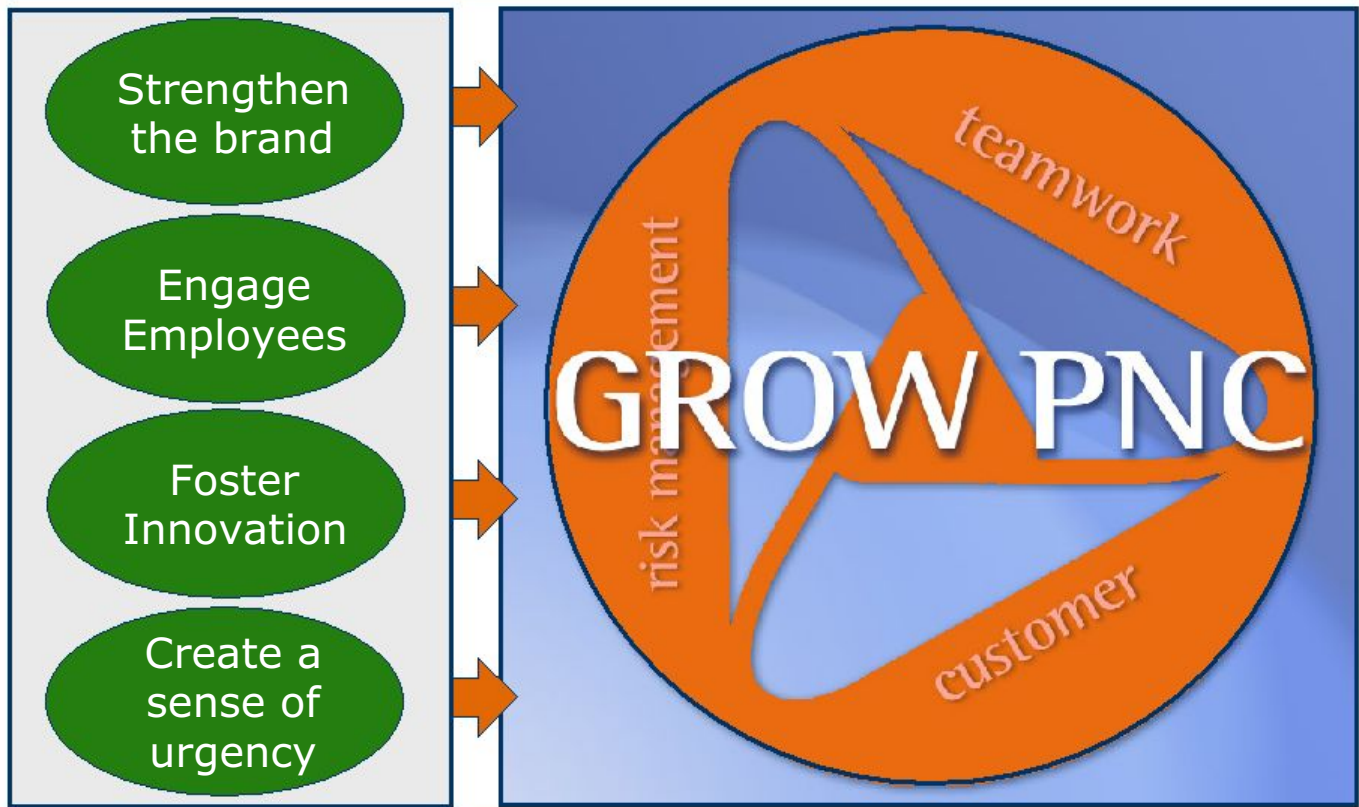 Strengthen
the brand
Engage
Employees
Foster
Innovation
Create a
sense of
urgency
teamwork
risk management
GROW PNC
customer